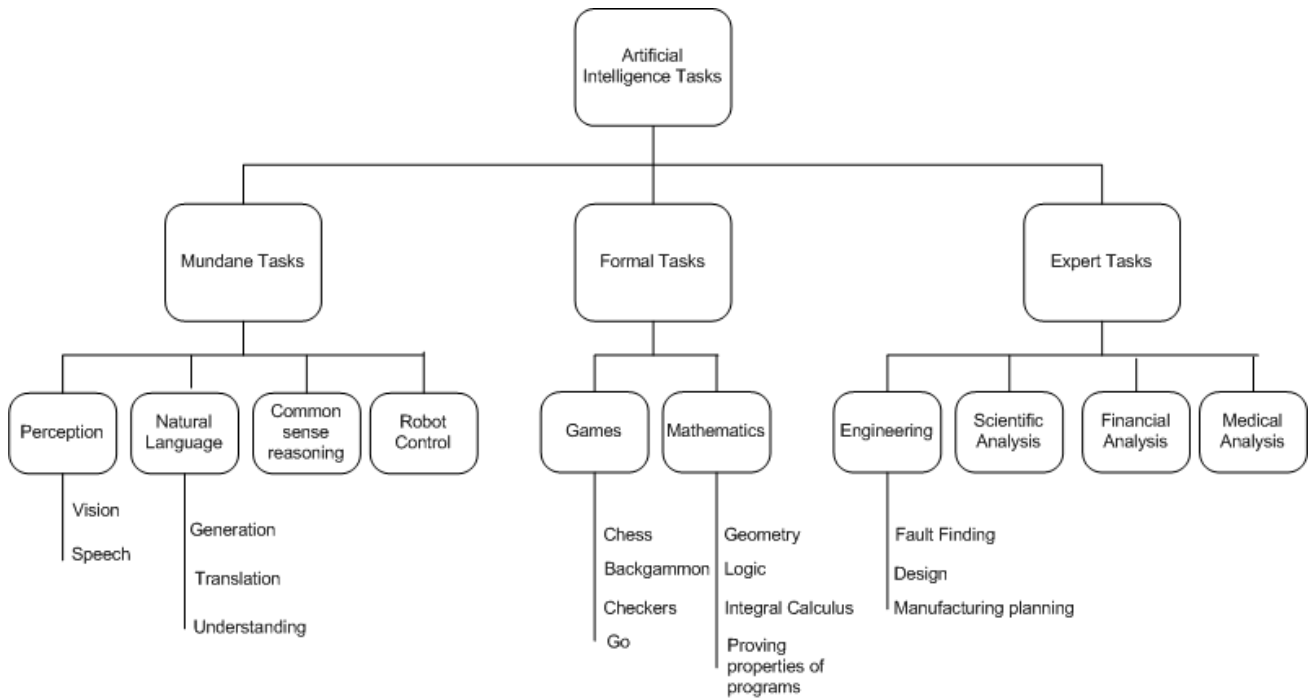 Artificial
Intelligence Tasks
Mundane Tasks
Formal Tasks
Expert Tasks
Perception
Natural
Language
Common
sense
reasoning
Robot
Control
Games
Mathematics
Engineering
Scientific
Analysis
Financial
Analysis
Medical
Analysis
Vision
Speech
Generation
Translation
Understanding
Chess
Backgammon
Checkers
Go
Geometry
Logic
Integral Calculus
Proving
properties of
programs
Fault Finding
Design
Manufacturing planning